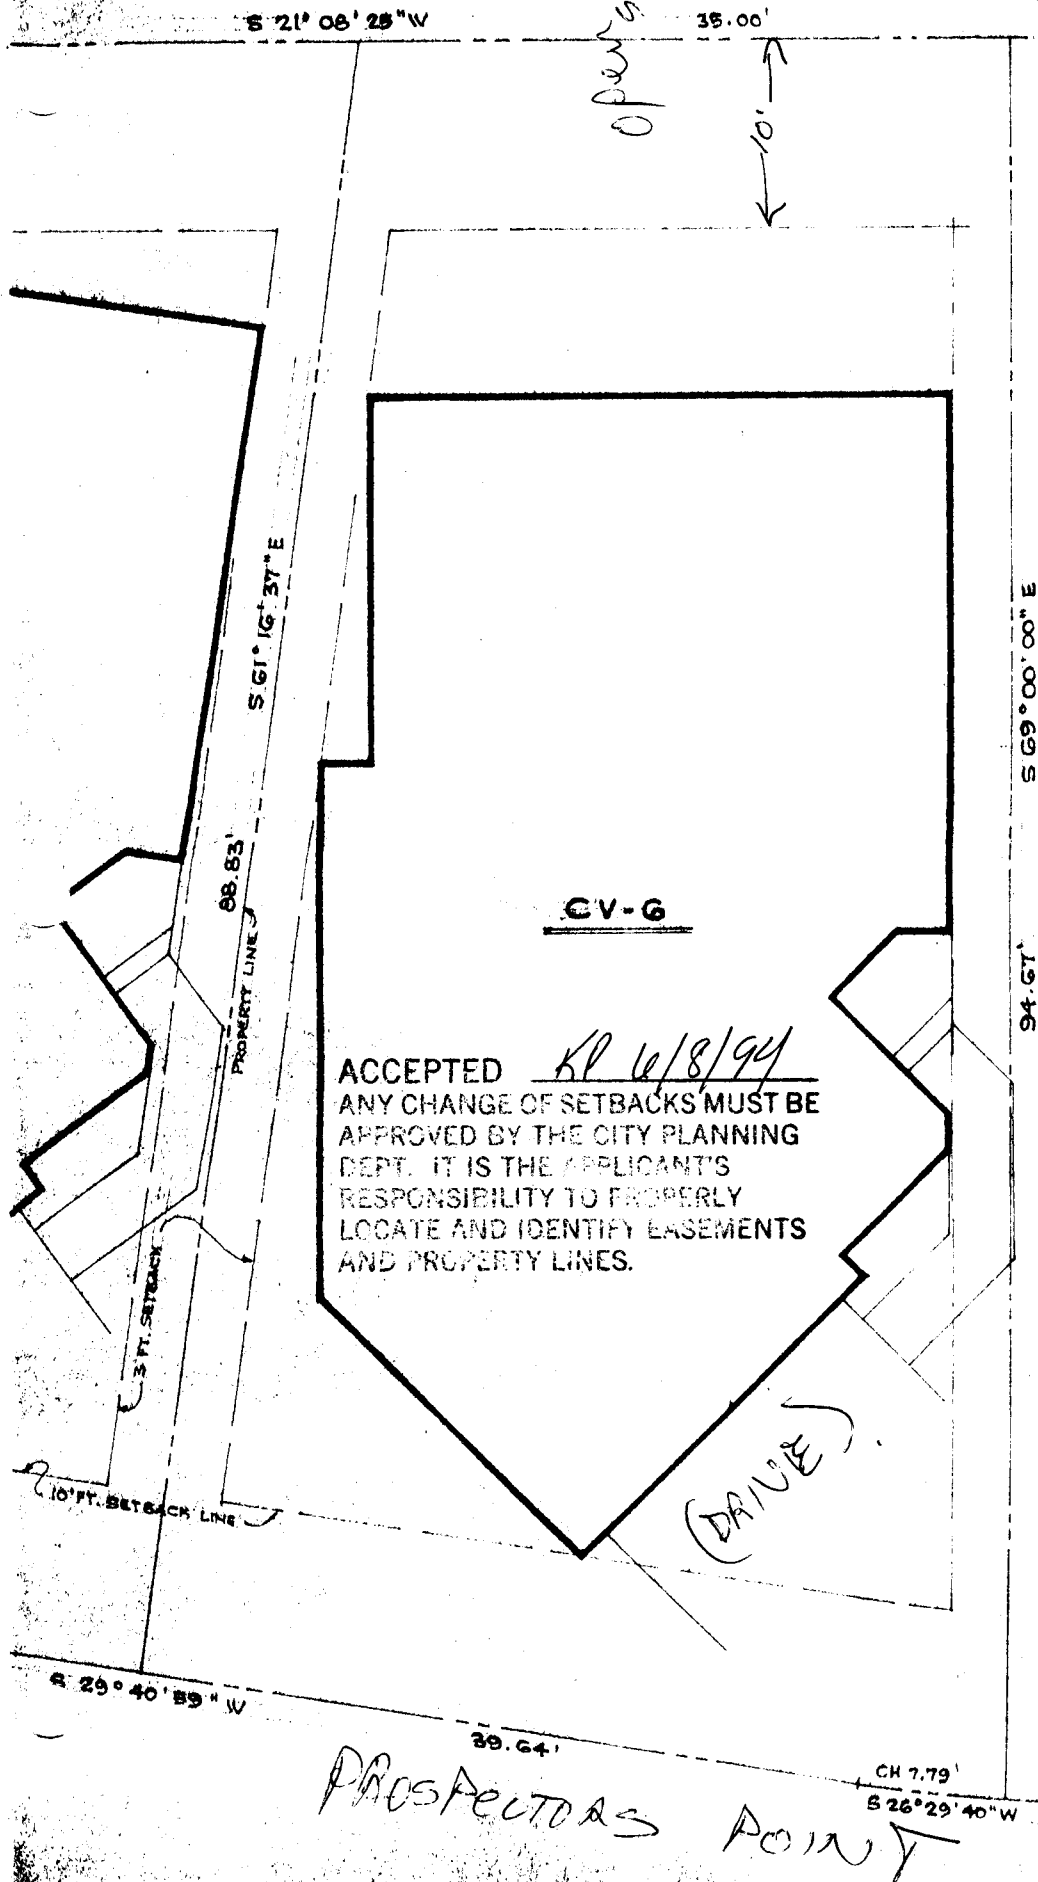 S 21° 08' 28" W
35.00'
open s
10'
S 61° 16' 37" E
88.83'
PROPERTY LINE
S 69° 00' 00" E
94.67'
CV-6
ACCEPTED KP 6/8/94
ANY CHANGE OF SETBACKS MUST BE
APPROVED BY THE CITY PLANNING
DEPT. IT IS THE APPLICANT'S
RESPONSIBILITY TO PROPERLY
LOCATE AND IDENTIFY EASEMENTS
AND PROPERTY LINES.
3 FT. SETBACK
10' FT. SETBACK LINE
(DRIVE)
S 29° 40' 59" W
39.64'
CH 7.79'
S 26° 29' 40" W
PROSPECTORS POINT